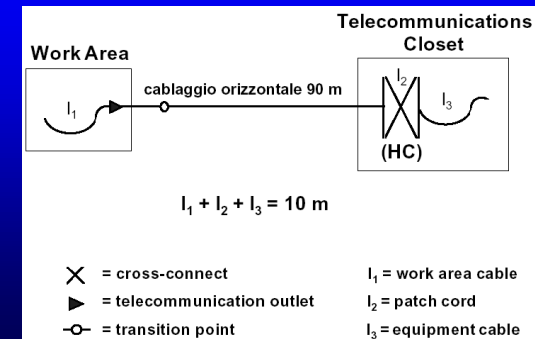 Telecommunications
Closet
Work Area
cablaggio orizzontale 90 m
l₁
l₂
l₃
(HC)
l₁ + l₂ + l₃ = 10 m
= cross-connect
= telecommunication outlet
= transition point
l₁ = work area cable
l₂ = patch cord
l₃ = equipment cable